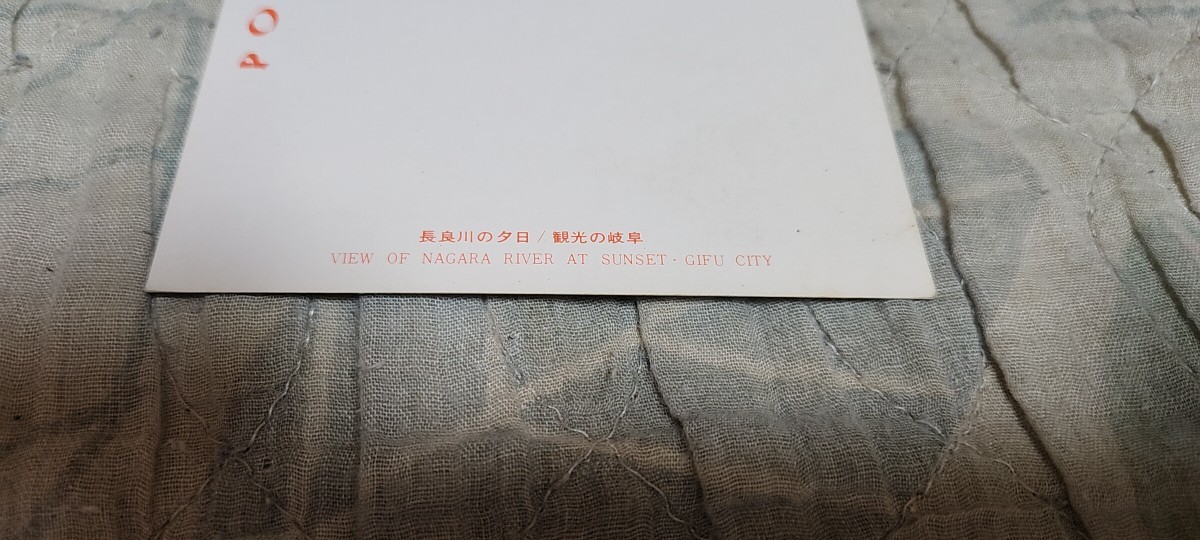 PO
長良川の夕日/観光の岐阜
VIEW OF NAGARA RIVER AT SUNSET・GIFU CITY